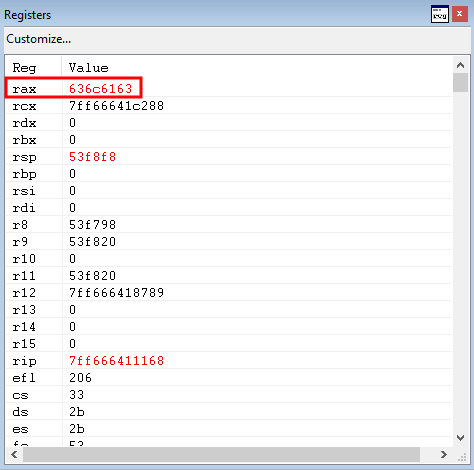 Registers
Customize...
Reg Value
rax 636c6163
rcx 7ff66641c288
rdx 0
rbx 0
rsp 53f8f8
rbp 0
rsi 0
rdi 0
r8 53f798
r9 53f820
r10 0
r11 53f820
r12 7ff666418789
r13 0
r14 0
r15 0
rip 7ff666411168
efl 206
cs 33
ds 2b
es 2b
fs 53